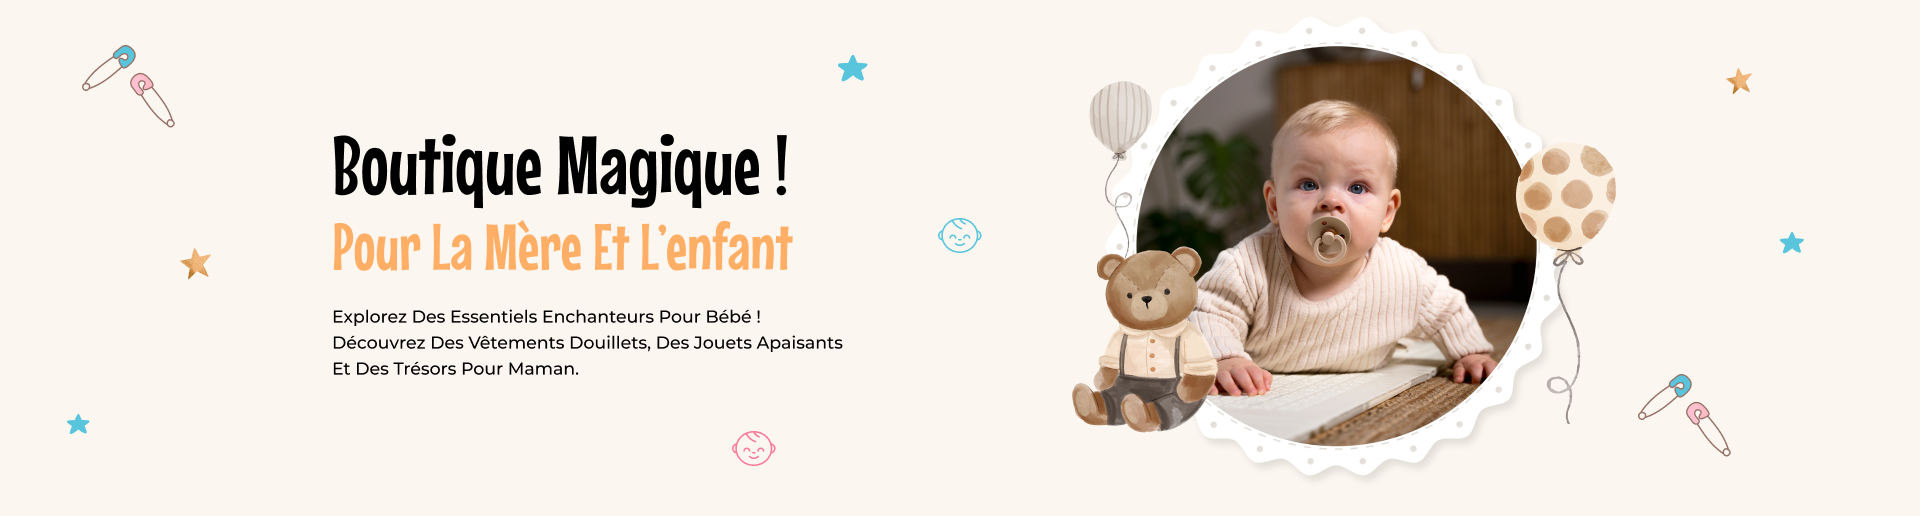 Boutique Magique !
Pour La Mère Et L'enfant
Explorez Des Essentiels Enchanteurs Pour Bébé !
Découvrez Des Vêtements Douillets, Des Jouets Apaisants
Et Des Trésors Pour Maman.